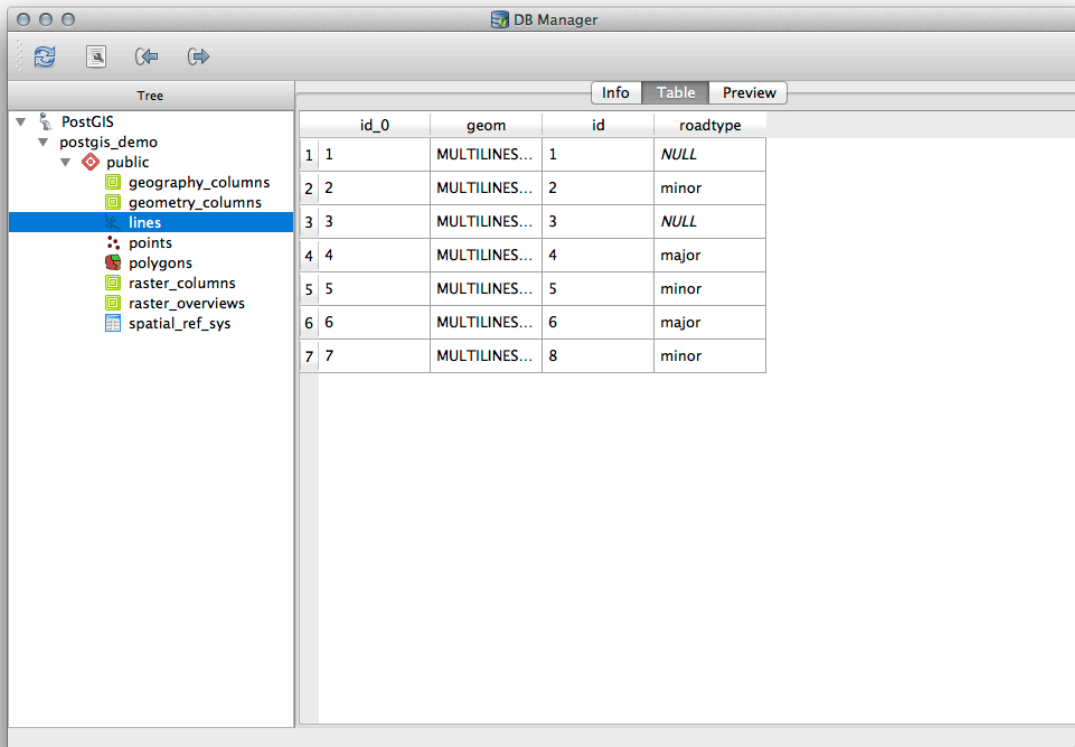 DB Manager
Tree
PostGIS
postgis_demo
public
geography_columns
geometry_columns
lines
points
polygons
raster_columns
raster_overviews
spatial_ref_sys
Info Table Preview
id_0 geom id roadtype
1 1 MULTILINES... 1 NULL
2 2 MULTILINES... 2 minor
3 3 MULTILINES... 3 NULL
4 4 MULTILINES... 4 major
5 5 MULTILINES... 5 minor
6 6 MULTILINES... 6 major
7 7 MULTILINES... 8 minor